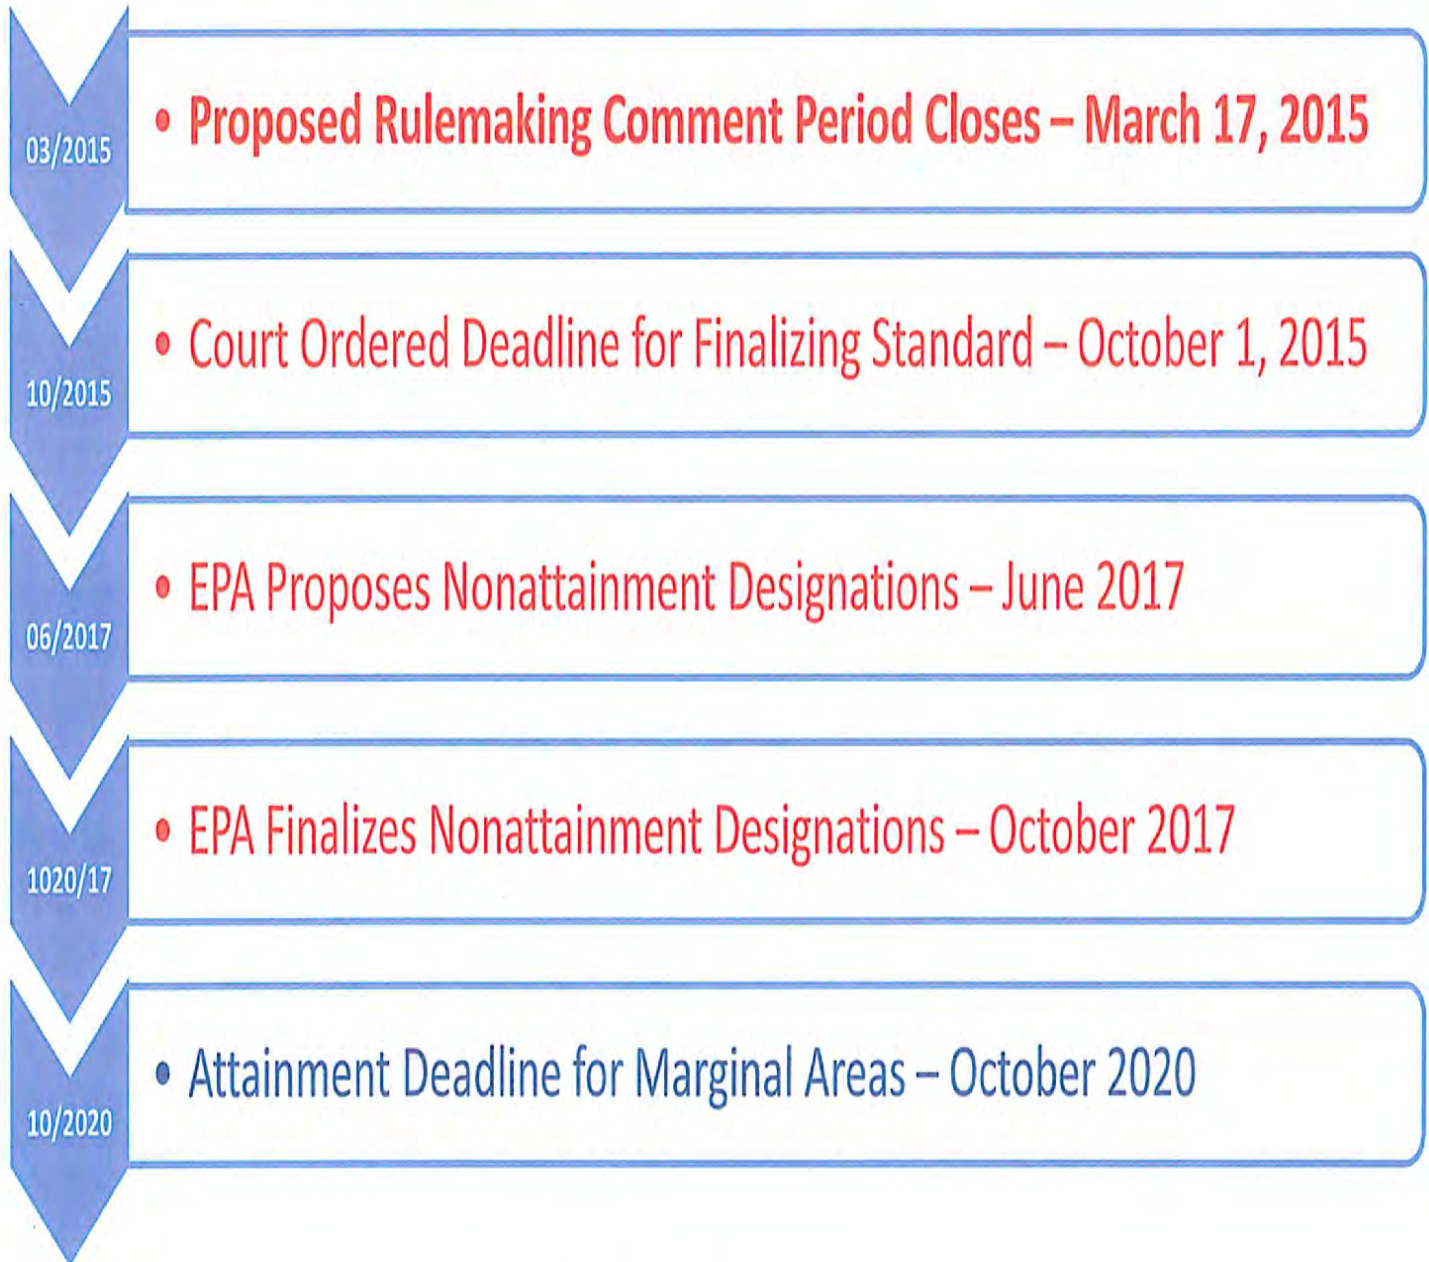 03/2015
• Proposed Rulemaking Comment Period Closes – March 17, 2015
10/2015
• Court Ordered Deadline for Finalizing Standard – October 1, 2015
06/2017
• EPA Proposes Nonattainment Designations – June 2017
1020/17
• EPA Finalizes Nonattainment Designations – October 2017
10/2020
• Attainment Deadline for Marginal Areas – October 2020